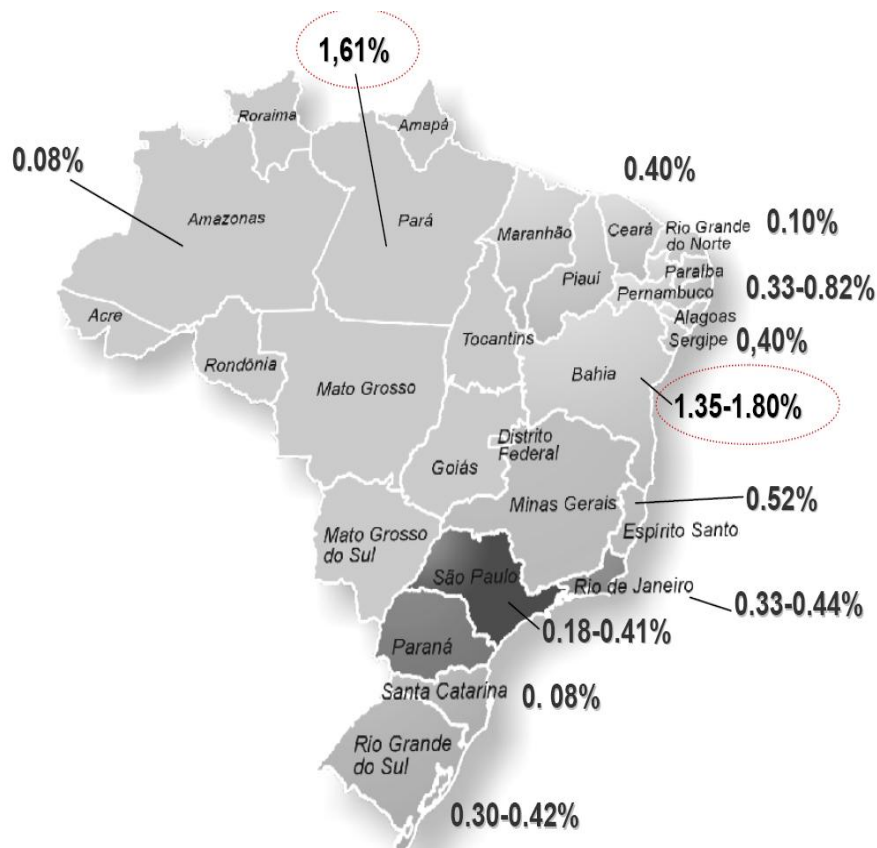 1,61%
Roraima
Amapá
0.08%
0.40%
Amazonas
Pará
Maranhão
Ceará
Rio Grande
do Norte
0.10%
Piauí
Paraíba
Pernambuco
0.33-0.82%
Acre
Alagoas
Tocantins
Sergipe
0,40%
Rondônia
Mato Grosso
Bahia
1.35-1.80%
Distrito
Federal
Goiás
Minas Gerais
0.52%
Mato Grosso
do Sul
Espírito Santo
São Paulo
Rio de Janeiro
0.33-0.44%
0.18-0.41%
Paraná
Santa Catarina
0. 08%
Rio Grande
do Sul
0.30-0.42%